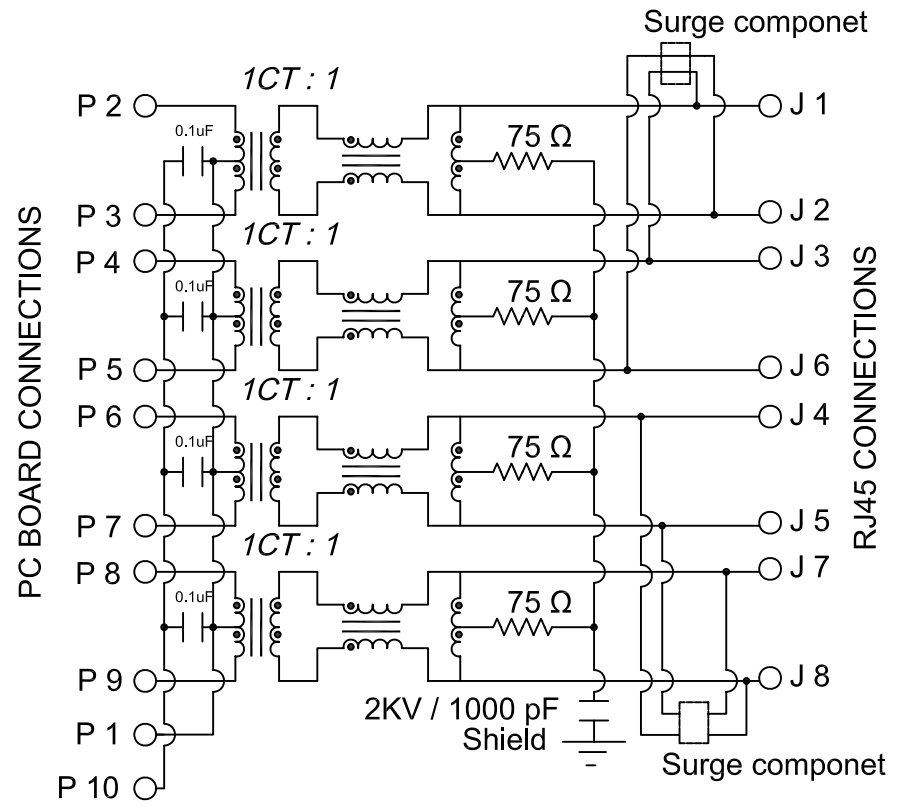 Surge componet
1CT : 1
P 2
J 1
0.1uF
75 Ω
P 3
J 2
1CT : 1
P 4
J 3
0.1uF
75 Ω
P 5
J 6
1CT : 1
P 6
J 4
0.1uF
75 Ω
P 7
J 5
1CT : 1
P 8
J 7
0.1uF
75 Ω
P 9
J 8
2KV / 1000 pF
Shield
P 1
Surge componet
P 10
PC BOARD CONNECTIONS
RJ45 CONNECTIONS